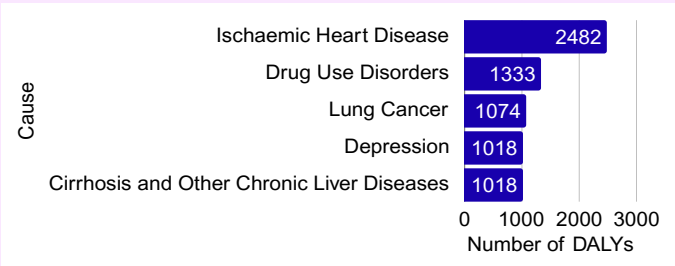 Cause
Ischaemic Heart Disease 2482
Drug Use Disorders 1333
Lung Cancer 1074
Depression 1018
Cirrhosis and Other Chronic Liver Diseases 1018
0 1000 2000 3000
Number of DALYs